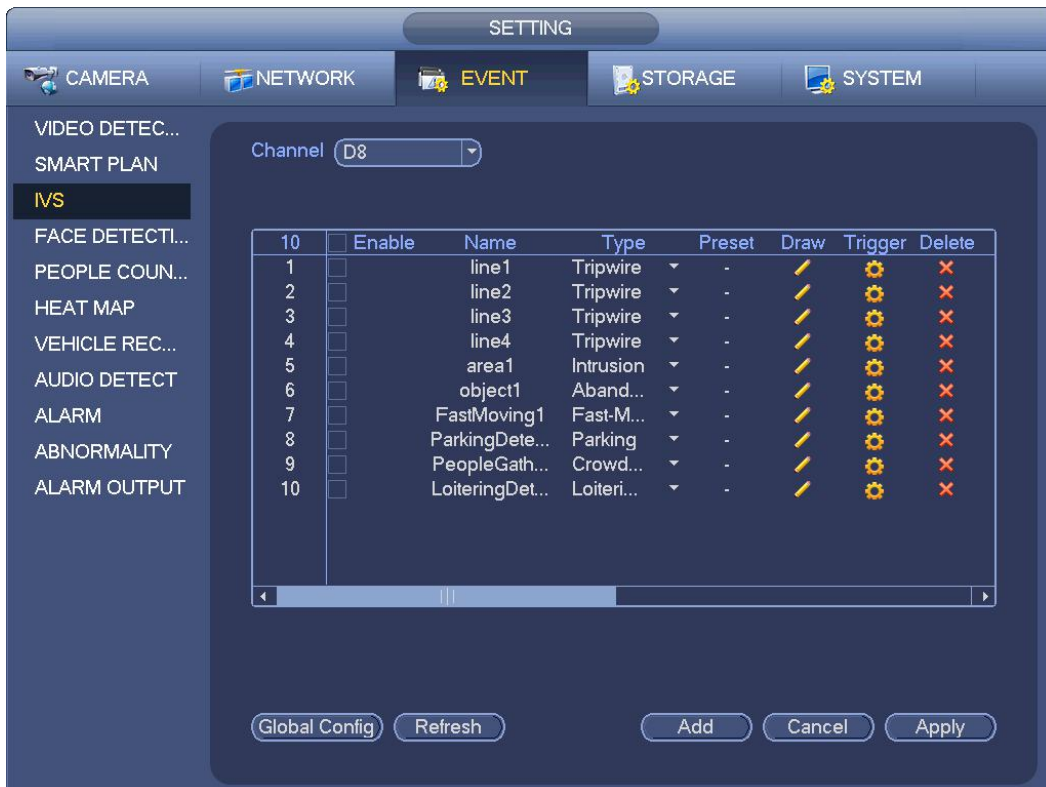 SETTING
CAMERA NETWORK EVENT STORAGE SYSTEM
VIDEO DETEC...
SMART PLAN
IVS
FACE DETECTI...
PEOPLE COUN...
HEAT MAP
VEHICLE REC...
AUDIO DETECT
ALARM
ABNORMALITY
ALARM OUTPUT
Channel D8
10 Enable Name Type Preset Draw Trigger Delete
1 line1 Tripwire -
2 line2 Tripwire -
3 line3 Tripwire -
4 line4 Tripwire -
5 area1 Intrusion -
6 object1 Aband... -
7 FastMoving1 Fast-M... -
8 ParkingDete... Parking -
9 PeopleGath... Crowd... -
10 LoiteringDet... Loiteri... -
Global Config Refresh Add Cancel Apply